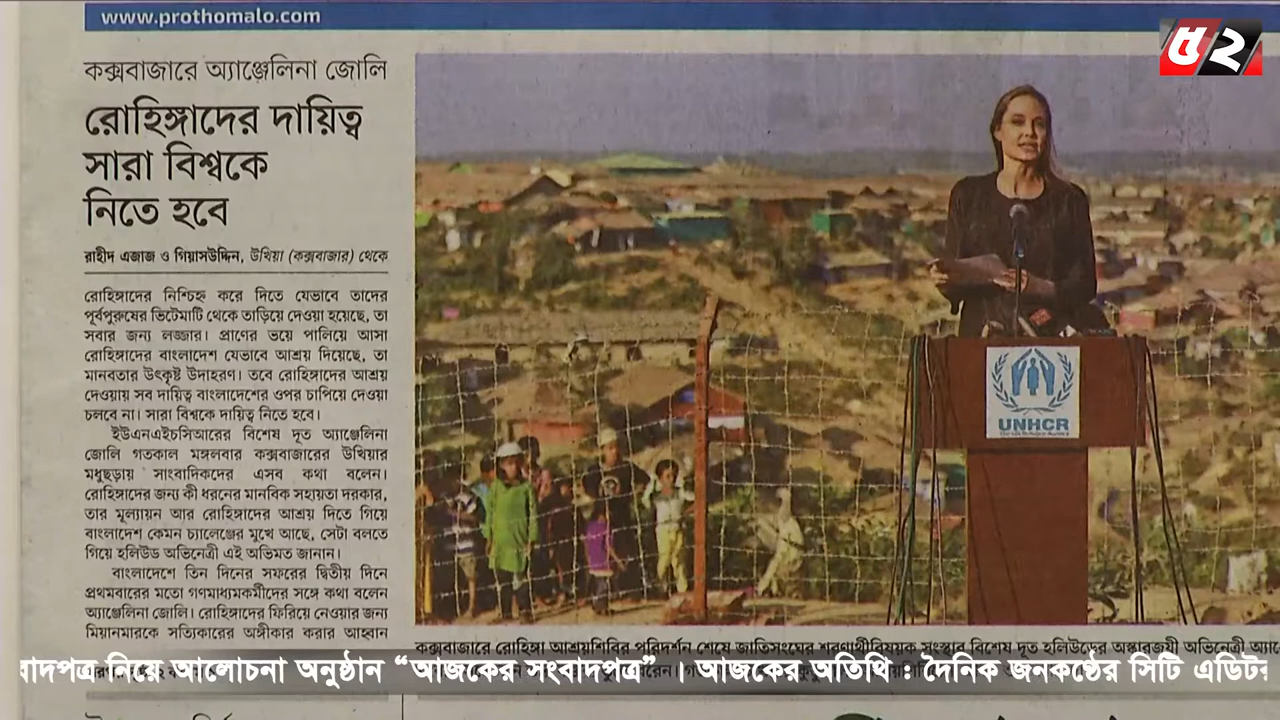 www.prothomalo.com
৫২
কক্সবাজারে অ্যাঞ্জেলিনা জোলি
রোহিঙ্গাদের দায়িত্ব
সারা বিশ্বকে
নিতে হবে
রাহীদ এজাজ ও গিয়াসউদ্দিন, উখিয়া (কক্সবাজার) থেকে
রোহিঙ্গাদের নিশ্চিহ্ন করে দিতে যেভাবে তাদের
পূর্বপুরুষের ভিটেমাটি থেকে তাড়িয়ে দেওয়া হয়েছে, তা
সবার জন্য লজ্জার। প্রাণের ভয়ে পালিয়ে আসা
রোহিঙ্গাদের বাংলাদেশ যেভাবে আশ্রয় দিয়েছে, তা
মানবতার উৎকৃষ্ট উদাহরণ। তবে রোহিঙ্গাদের আশ্রয়
দেওয়ায় সব দায়িত্ব বাংলাদেশের ওপর চাপিয়ে দেওয়া
চলবে না। সারা বিশ্বকে দায়িত্ব নিতে হবে।
ইউএনএইচসিআরের বিশেষ দূত অ্যাঞ্জেলিনা
জোলি গতকাল মঙ্গলবার কক্সবাজারের উখিয়ার
মধুছড়ায় সাংবাদিকদের এসব কথা বলেন।
রোহিঙ্গাদের জন্য কী ধরনের মানবিক সহায়তা দরকার,
তার মূল্যায়ন আর রোহিঙ্গাদের আশ্রয় দিতে গিয়ে
বাংলাদেশ কেমন চ্যালেঞ্জের মুখে আছে, সেটা বলতে
গিয়ে হলিউড অভিনেত্রী এই অভিমত জানান।
বাংলাদেশে তিন দিনের সফরের দ্বিতীয় দিনে
প্রথমবারের মতো গণমাধ্যমকর্মীদের সঙ্গে কথা বলেন
অ্যাঞ্জেলিনা জোলি। রোহিঙ্গাদের ফিরিয়ে নেওয়ার জন্য
মিয়ানমারকে সত্যিকারের অঙ্গীকার করার আহ্বান
UNHCR
কক্সবাজারে রোহিঙ্গা আশ্রয়শিবির পরিদর্শন শেষে জাতিসংঘের শরণার্থীবিষয়ক সংস্থার বিশেষ দূত হলিউডের অস্কারজয়ী অভিনেত্রী
বাদপত্র নিয়ে আলোচনা অনুষ্ঠান “আজকের সংবাদপত্র” । আজকের অতিথি : দৈনিক জনকণ্ঠের সিটি এডিটর